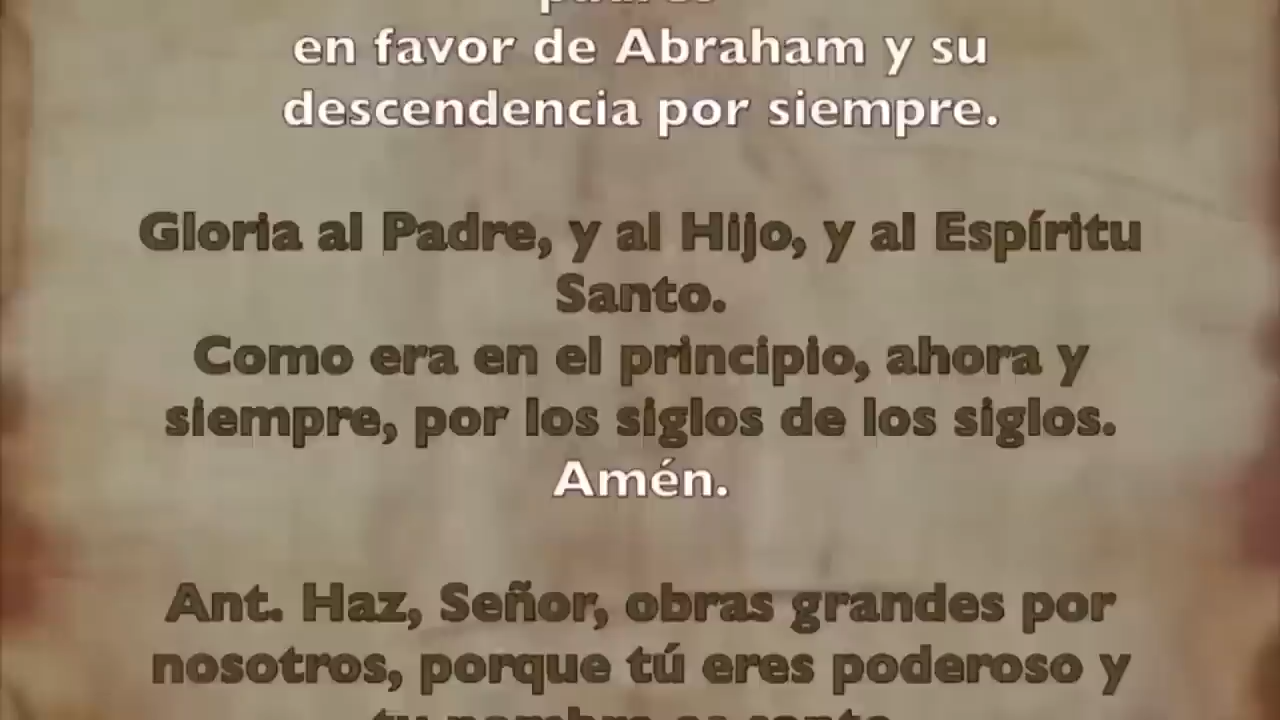 en favor de Abraham y su
descendencia por siempre.
Gloria al Padre, y al Hijo, y al Espíritu
Santo.
Como era en el principio, ahora y
siempre, por los siglos de los siglos.
Amén.
Ant. Haz, Señor, obras grandes por
nosotros, porque tú eres poderoso y